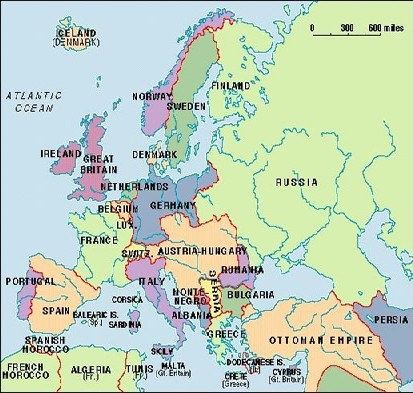 ICELAND
(DENMARK)
0 300 600 miles
ATLANTIC
OCEAN
NORWAY
SWEDEN
FINLAND
IRELAND
GREAT
BRITAIN
DENMARK
RUSSIA
NETHERLANDS
BELGIUM
GERMANY
LUX.
FRANCE
SWITZ.
AUSTRIA-HUNGARY
RUMANIA
PORTUGAL
SPAIN
ITALY
CORSICA
SERBIA
MONTE-
NEGRO
BULGARIA
BALEARIC IS.
(Sp.)
SARDINIA
ALBANIA
OTTOMAN EMPIRE
PERSIA
GREECE
SPANISH
MOROCCO
SICILY
DODECANESE IS.
(It.)
FRENCH
MOROCCO
ALGERIA
(Fr.)
TUNIS
(Fr.)
MALTA
(Gt. Britain)
CRETE
(Greece)
CYPRUS
(Gt. Britain)